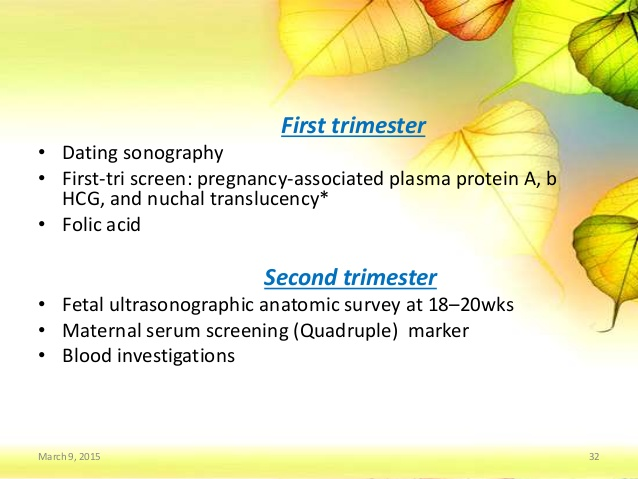 First trimester
• Dating sonography
• First-tri screen: pregnancy-associated plasma protein A, b
HCG, and nuchal translucency*
• Folic acid
Second trimester
• Fetal ultrasonographic anatomic survey at 18–20wks
• Maternal serum screening (Quadruple) marker
• Blood investigations
March 9, 2015
32